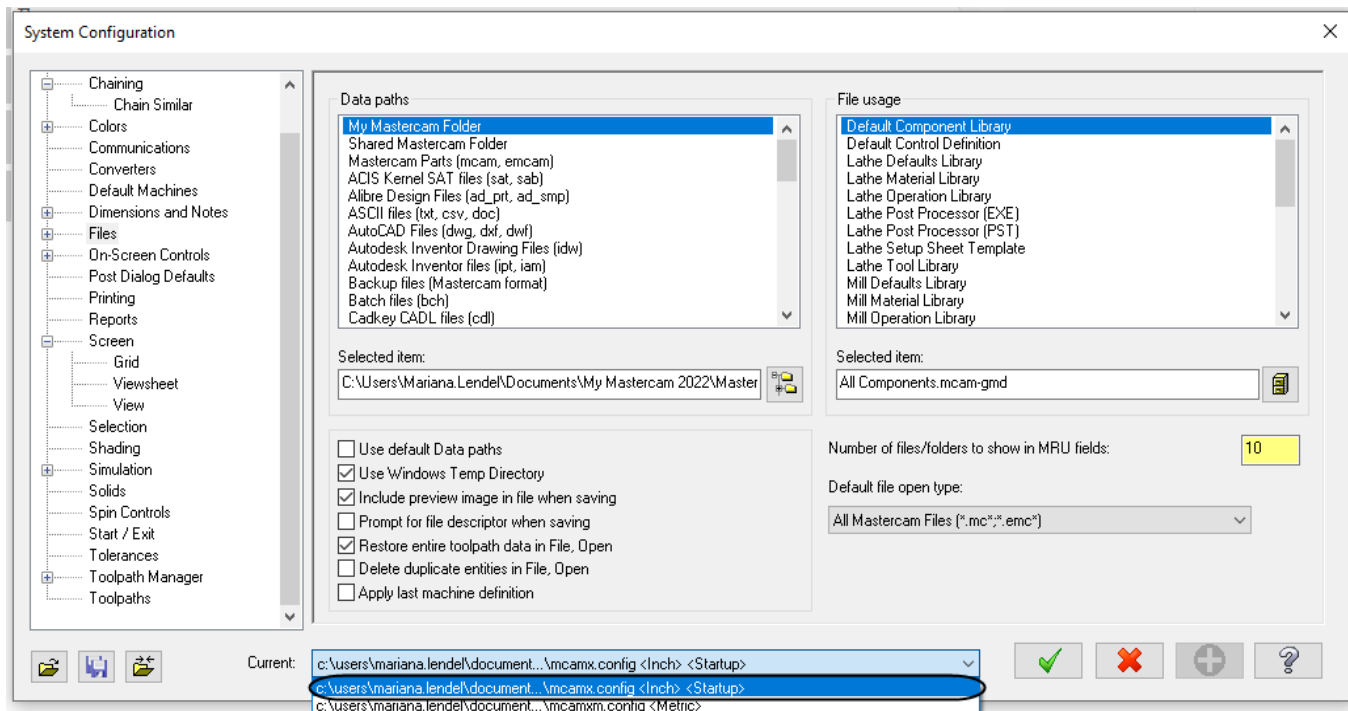 System Configuration
Chaining
Chain Similar
Colors
Communications
Converters
Default Machines
Dimensions and Notes
Files
On-Screen Controls
Post Dialog Defaults
Printing
Reports
Screen
Grid
Viewsheet
View
Selection
Shading
Simulation
Solids
Spin Controls
Start / Exit
Tolerances
Toolpath Manager
Toolpaths
Data paths
My Mastercam Folder
Shared Mastercam Folder
Mastercam Parts (mcam, emcam)
ACIS Kernel SAT files (sat, sab)
Alibre Design Files (ad_prt, ad_smp)
ASCII files (txt, csv, doc)
AutoCAD Files (dwg, dxf, dwf)
Autodesk Inventor Drawing Files (idw)
Autodesk Inventor files (ipt, iam)
Backup files (Mastercam format)
Batch files (bch)
Cadkey CADL files (cdl)
Selected item:
C:\Users\Mariana.Lendel\Documents\My Mastercam 2022\Master
File usage
Default Component Library
Default Control Definition
Lathe Defaults Library
Lathe Material Library
Lathe Operation Library
Lathe Post Processor (EXE)
Lathe Post Processor (PST)
Lathe Setup Sheet Template
Lathe Tool Library
Mill Defaults Library
Mill Material Library
Mill Operation Library
Selected item:
All Components.mcam-gmd
Use default Data paths
Use Windows Temp Directory
Include preview image in file when saving
Prompt for file descriptor when saving
Restore entire toolpath data in File, Open
Delete duplicate entities in File, Open
Apply last machine definition
Number of files/folders to show in MRU fields: 10
Default file open type:
All Mastercam Files (*.mc*;*.emc*)
Current: c:\users\mariana.lendel\document...\mcamx.config <Inch> <Startup>
c:\users\mariana.lendel\document...\mcamx.config <Inch> <Startup>
c:\users\mariana.lendel\document...\mcamxm.config <Metric>